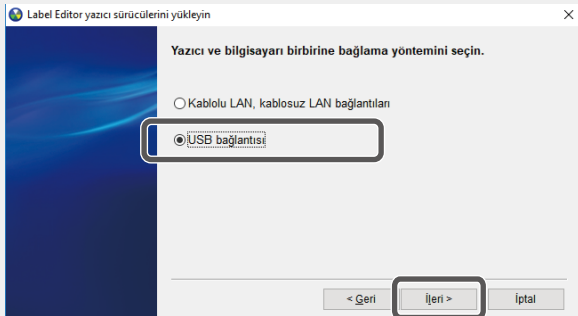 Label Editor yazıcı sürücülerini yükleyin
Yazıcı ve bilgisayarı birbirine bağlama yöntemini seçin.
Kablolu LAN, kablosuz LAN bağlantıları
USB bağlantısı
< Geri İleri > İptal